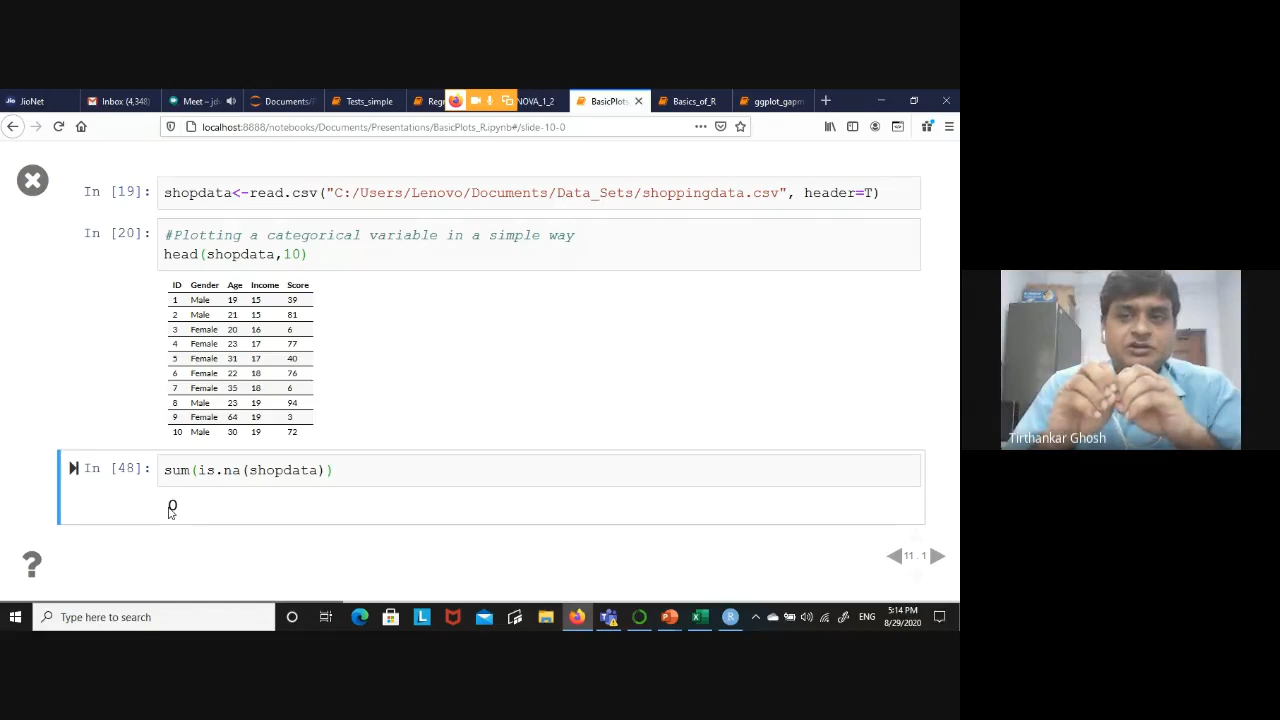 JioNet
Inbox (4,348)
Meet – jd
Documents/
Tests_simple
Regr
NOVA_1_2
BasicPlots
Basics_of_R
ggplot_gapm
localhost:8888/notebooks/Documents/Presentations/BasicPlots_R.ipynb#/slide-10-0
In [19]: shopdata<-read.csv("C:/Users/Lenovo/Documents/Data_Sets/shoppingdata.csv", header=T)
In [20]: #Plotting a categorical variable in a simple way
head(shopdata,10)
ID Gender Age Income Score
1 Male 19 15 39
2 Male 21 15 81
3 Female 20 16 6
4 Female 23 17 77
5 Female 31 17 40
6 Female 22 18 76
7 Female 35 18 6
8 Male 23 19 94
9 Female 64 19 3
10 Male 30 19 72
In [48]: sum(is.na(shopdata))
0
11 . 1
Tirthankar Ghosh
Type here to search
ENG
5:14 PM
8/29/2020